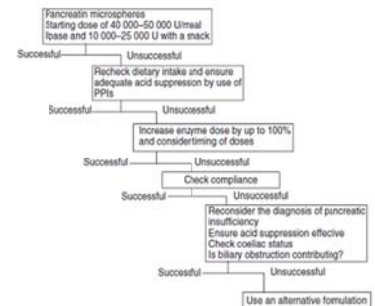 Pancreatin microspheres
Starting dose of 40 000–50 000 U/meal
lipase and 10 000–25 000 U with a snack
Successful Unsuccessful
Recheck dietary intake and ensure
adequate acid suppression by use of
PPIs
Successful Unsuccessful
Increase enzyme dose by up to 100%
and consider timing of doses
Successful Unsuccessful
Check compliance
Successful Unsuccessful
Reconsider the diagnosis of pancreatic
insufficiency
Ensure acid suppression effective
Check coeliac status
Is biliary obstruction contributing?
Successful Unsuccessful
Use an alternative formulation